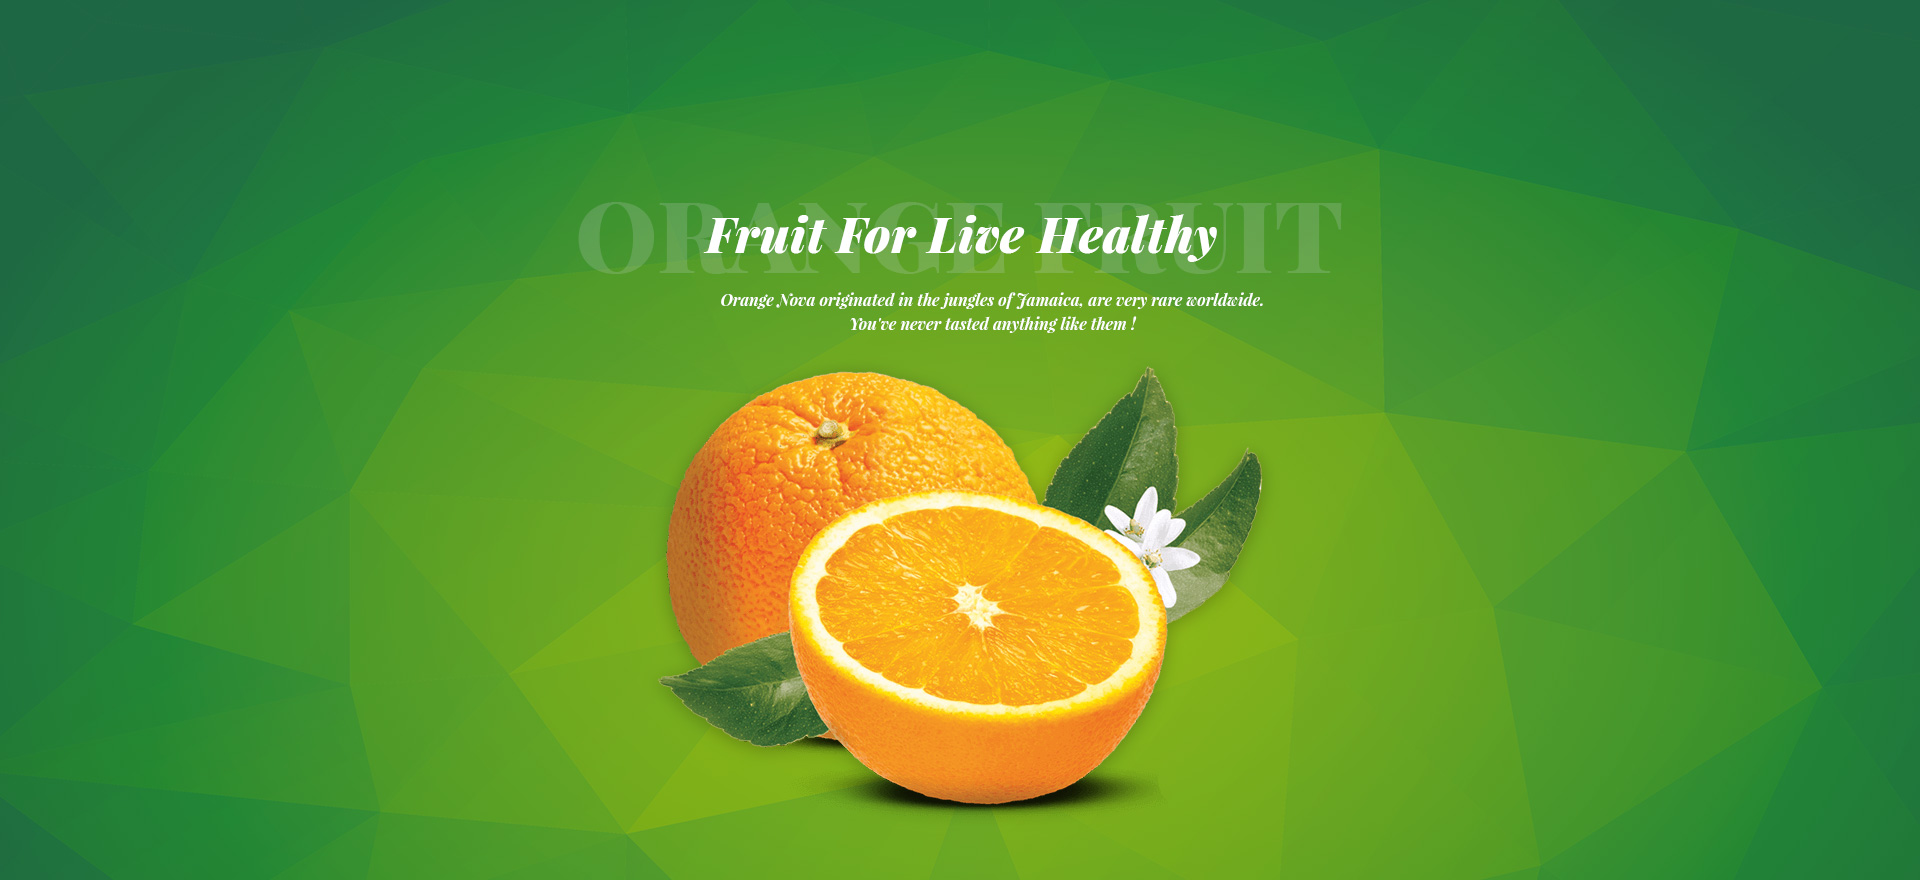 ORANGE FRUIT
Fruit For Live Healthy
Orange Nova originated in the jungles of Jamaica, are very rare worldwide.
You've never tasted anything like them !